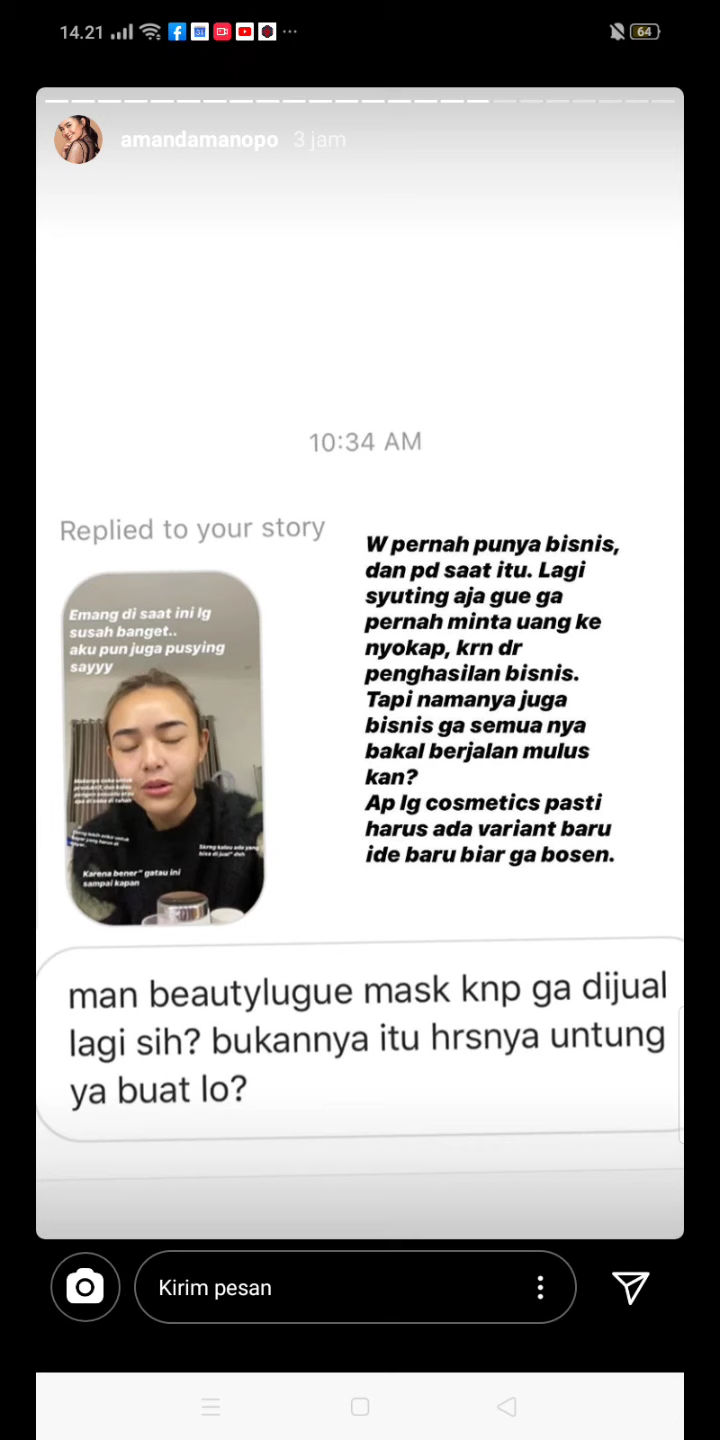 14.21
64
amandamanopo 3 jam
10:34 AM
Replied to your story
Emang di saat ini lg
susah banget..
aku pun juga pusying
sayyy
Karena bener" gatau ini
sampai kapan
W pernah punya bisnis,
dan pd saat itu. Lagi
syuting aja gue ga
pernah minta uang ke
nyokap, krn dr
penghasilan bisnis.
Tapi namanya juga
bisnis ga semua nya
bakal berjalan mulus
kan?
Ap lg cosmetics pasti
harus ada variant baru
ide baru biar ga bosen.
man beautylugue mask knp ga dijual
lagi sih? bukannya itu hrsnya untung
ya buat lo?
Kirim pesan